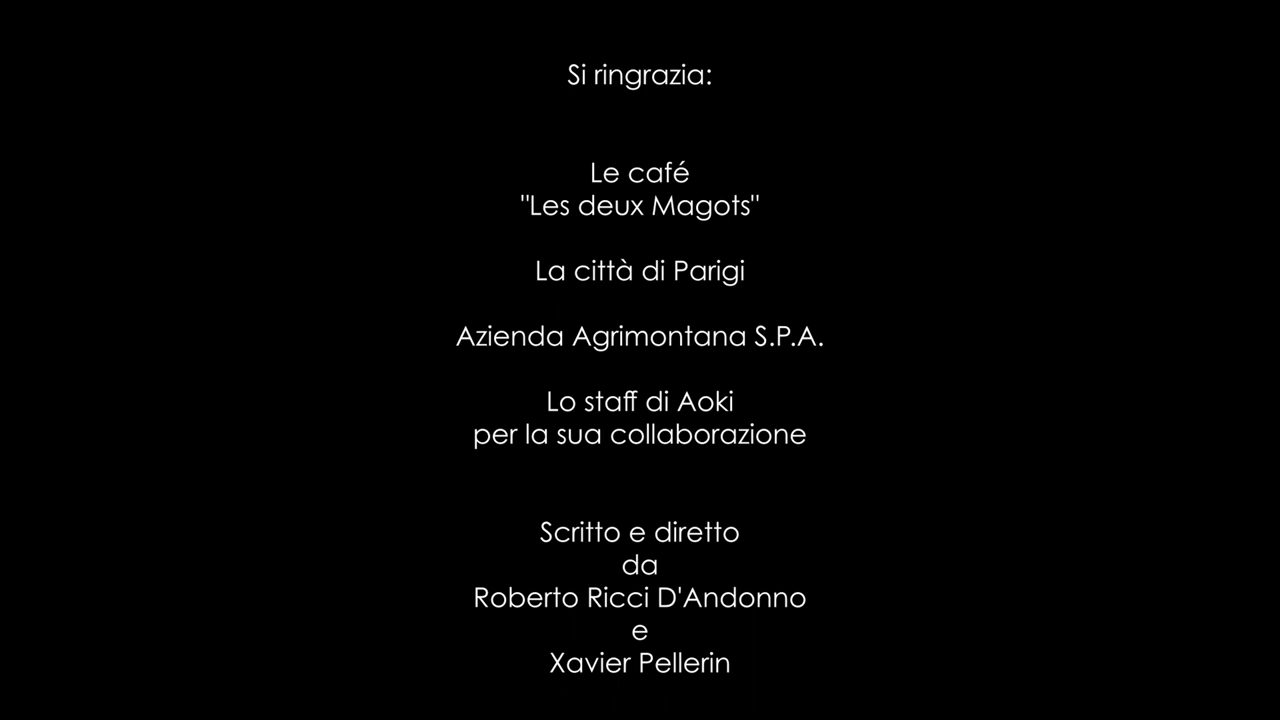 Si ringrazia:
Le café
"Les deux Magots"
La città di Parigi
Azienda Agrimontana S.P.A.
Lo staff di Aoki
per la sua collaborazione
Scritto e diretto
da
Roberto Ricci D'Andonno
e
Xavier Pellerin